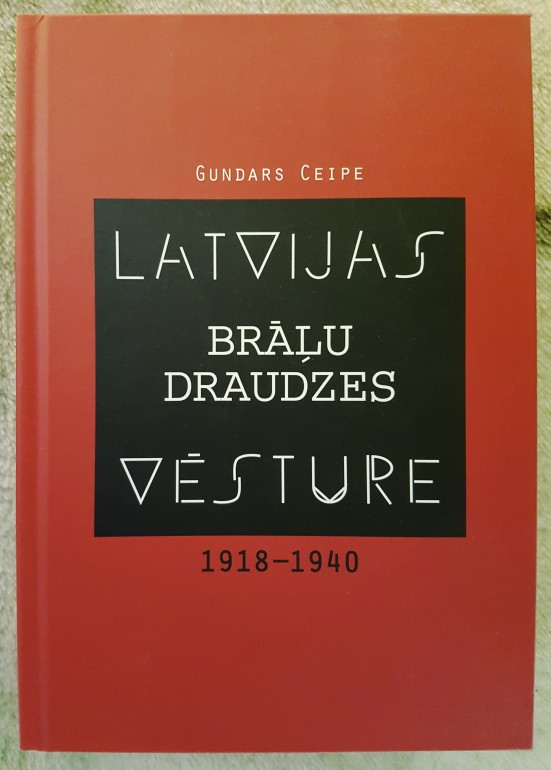 GUNDARS CEIPE
LATVIJAS
BRĀĻU
DRAUDZES
VĒSTURE
1918–1940